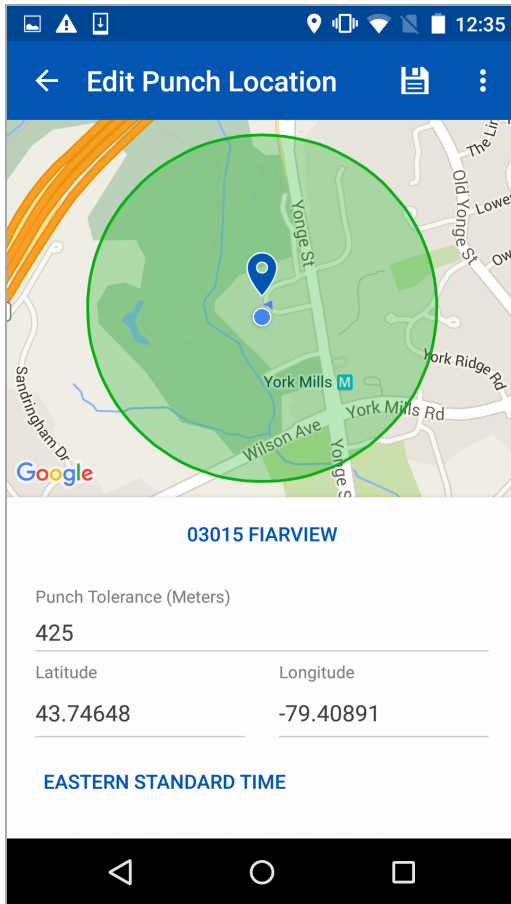 12:35
Edit Punch Location
The Lin
Old Yonge St
Lower
Ow
Yonge St
York Mills M
York Ridge Rd
York Mills Rd
Wilson Ave
Yonge S
Sandringham Dr
Google
03015 FIARVIEW
Punch Tolerance (Meters)
425
Latitude
Longitude
43.74648
-79.40891
EASTERN STANDARD TIME